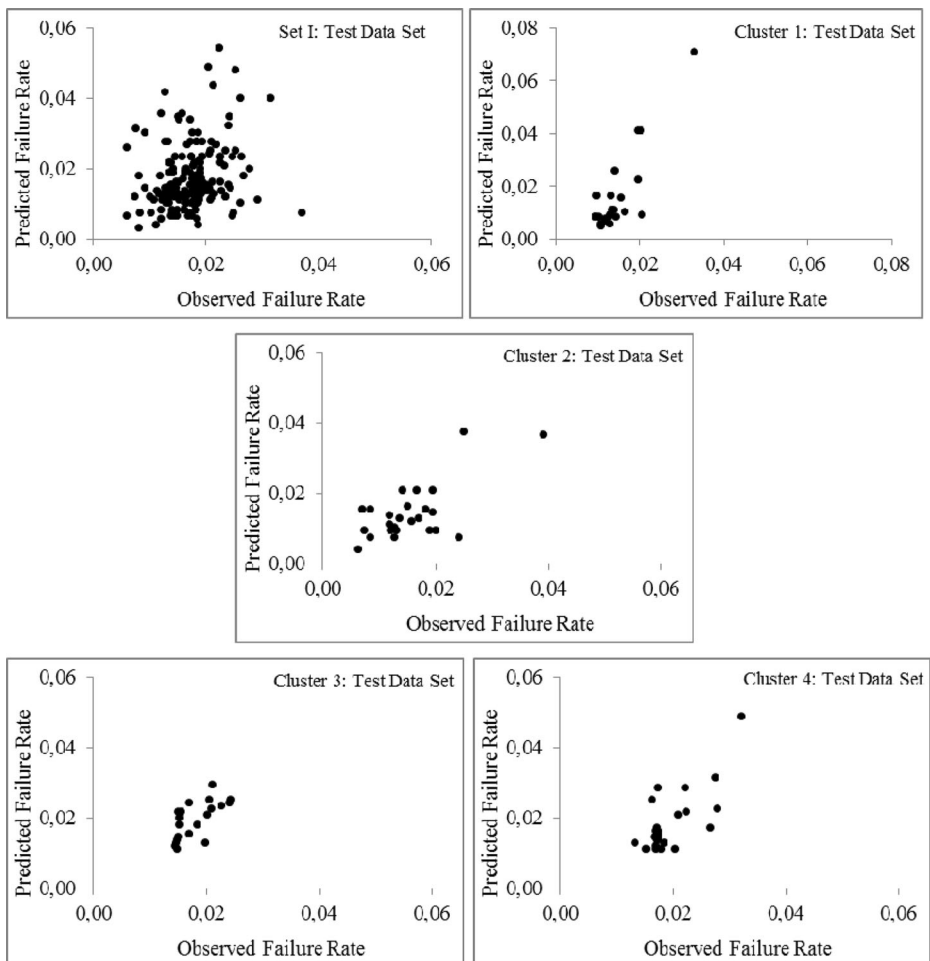 Set I: Test Data Set
Predicted Failure Rate
0,06
0,04
0,02
0,00
0,00 0,02 0,04 0,06
Observed Failure Rate
Cluster 1: Test Data Set
Predicted Failure Rate
0,08
0,06
0,04
0,02
0,00
0,00 0,02 0,04 0,06 0,08
Observed Failure Rate
Cluster 2: Test Data Set
Predicted Failure Rate
0,06
0,04
0,02
0,00
0,00 0,02 0,04 0,06
Observed Failure Rate
Cluster 3: Test Data Set
Predicted Failure Rate
0,06
0,04
0,02
0,00
0,00 0,02 0,04 0,06
Observed Failure Rate
Cluster 4: Test Data Set
Predicted Failure Rate
0,06
0,04
0,02
0,00
0,00 0,02 0,04 0,06
Observed Failure Rate